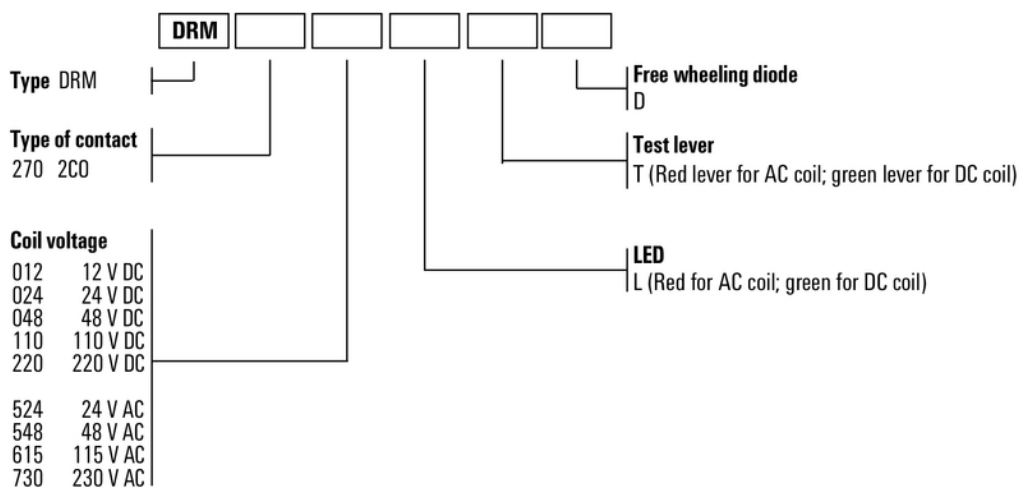 DRM
Type DRM
Type of contact
270 2CO
Coil voltage
012 12 V DC
024 24 V DC
048 48 V DC
110 110 V DC
220 220 V DC
524 24 V AC
548 48 V AC
615 115 V AC
730 230 V AC
Free wheeling diode
D
Test lever
T (Red lever for AC coil; green lever for DC coil)
LED
L (Red for AC coil; green for DC coil)